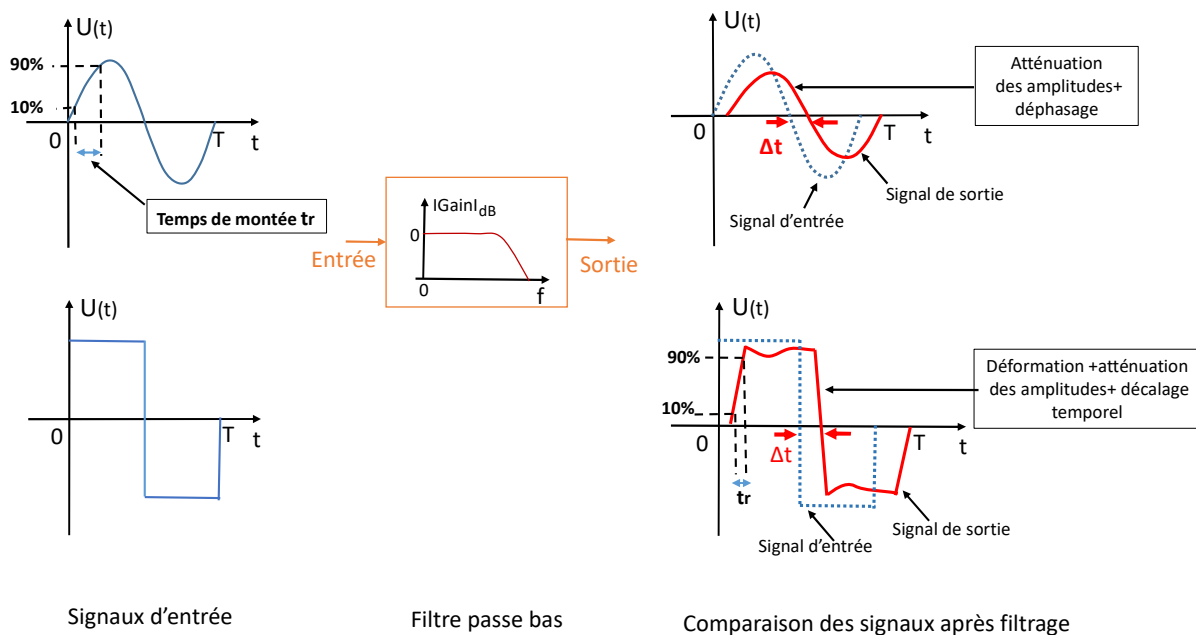 U(t)
90%
10%
0
T
t
Temps de montée tr
U(t)
0
T
t
Signaux d'entrée
IGainI dB
0
0
f
Entrée
Sortie
Filtre passe bas
U(t)
0
T
t
Δt
Atténuation
des amplitudes+
déphasage
Signal de sortie
Signal d'entrée
U(t)
90%
10%
0
T
t
Δt
tr
Déformation +atténuation
des amplitudes+ décalage
temporel
Signal de sortie
Signal d'entrée
Comparaison des signaux après filtrage